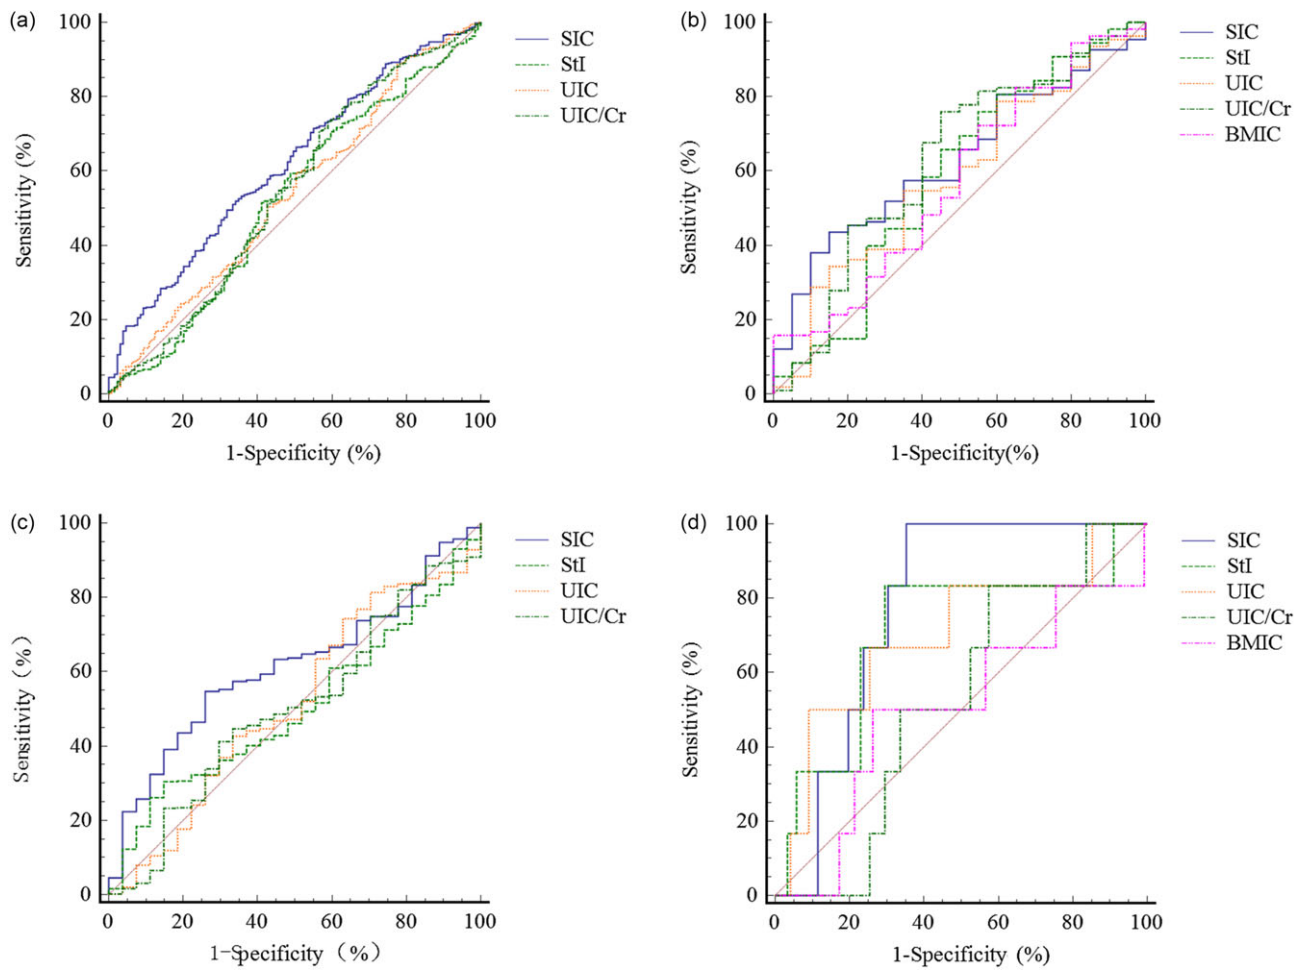 (a)
100
80
60
40
20
0
Sensitivity (%)
0 20 40 60 80 100
1-Specificity (%)
SIC
StI
UIC
UIC/Cr
(b)
100
80
60
40
20
0
Sensitivity (%)
0 20 40 60 80 100
1-Specificity(%)
SIC
StI
UIC
UIC/Cr
BMIC
(c)
100
80
60
40
20
0
Sensitivity (%)
0 20 40 60 80 100
1-Specificity (%)
SIC
StI
UIC
UIC/Cr
(d)
100
80
60
40
20
0
Sensitivity (%)
0 20 40 60 80 100
1-Specificity (%)
SIC
StI
UIC
UIC/Cr
BMIC